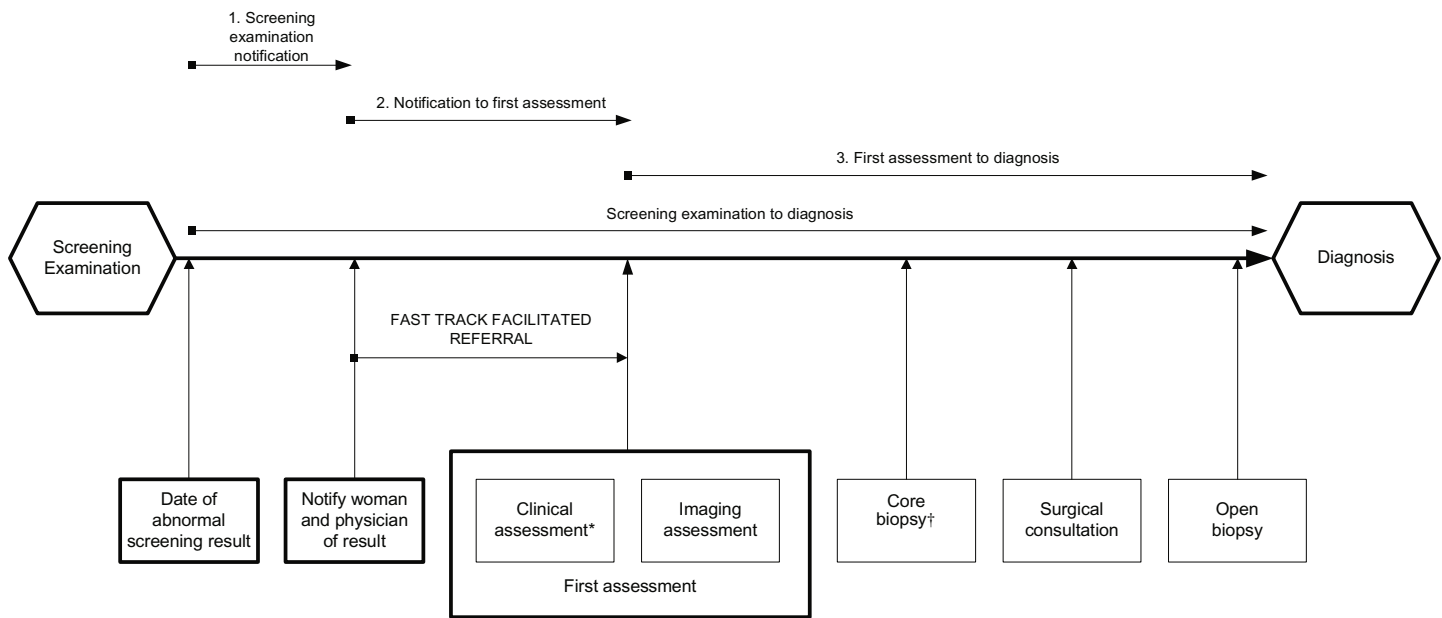 1. Screening
examination
notification
2. Notification to first assessment
3. First assessment to diagnosis
Screening examination to diagnosis
Screening
Examination
Diagnosis
FAST TRACK FACILITATED
REFERRAL
Date of
abnormal
screening result
Notify woman
and physician
of result
Clinical
assessment*
Imaging
assessment
First assessment
Core
biopsy†
Surgical
consultation
Open
biopsy